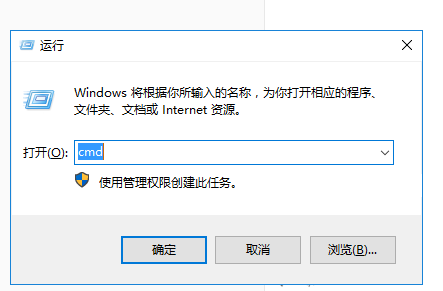 运行
Windows 将根据你所输入的名称，为你打开相应的程序、
文件夹、文档或 Internet 资源。
打开(O): cmd
使用管理权限创建此任务。
确定 取消 浏览(B)...